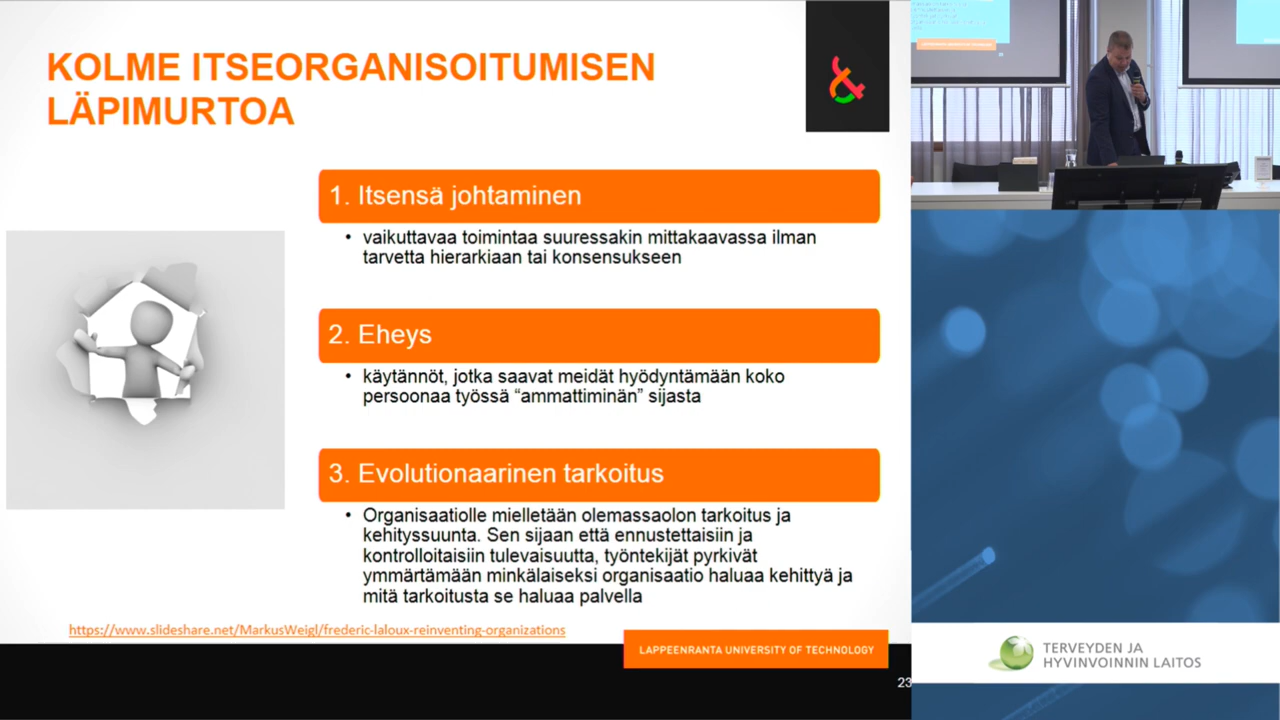 KOLME ITSEORGANISOITUMISEN
LÄPIMURTOA
1. Itsensä johtaminen
• vaikuttavaa toimintaa suuressakin mittakaavassa ilman
tarvetta hierarkiaan tai konsensukseen
2. Eheys
• käytännöt, jotka saavat meidät hyödyntämään koko
persoonaa työssä “ammattiminän” sijasta
3. Evolutionaarinen tarkoitus
• Organisaatiolle mielletään olemassaolon tarkoitus ja
kehityssuunta. Sen sijaan että ennustettaisiin ja
kontrolloitaisiin tulevaisuutta, työntekijät pyrkivät
ymmärtämään minkälaiseksi organisaatio haluaa kehittyä ja
mitä tarkoitusta se haluaa palvella
https://www.slideshare.net/MarkusWeigl/frederic-laloux-reinventing-organizations
LAPPEENRANTA UNIVERSITY OF TECHNOLOGY
23
TERVEYDEN JA
HYVINVOINNIN LAITOS